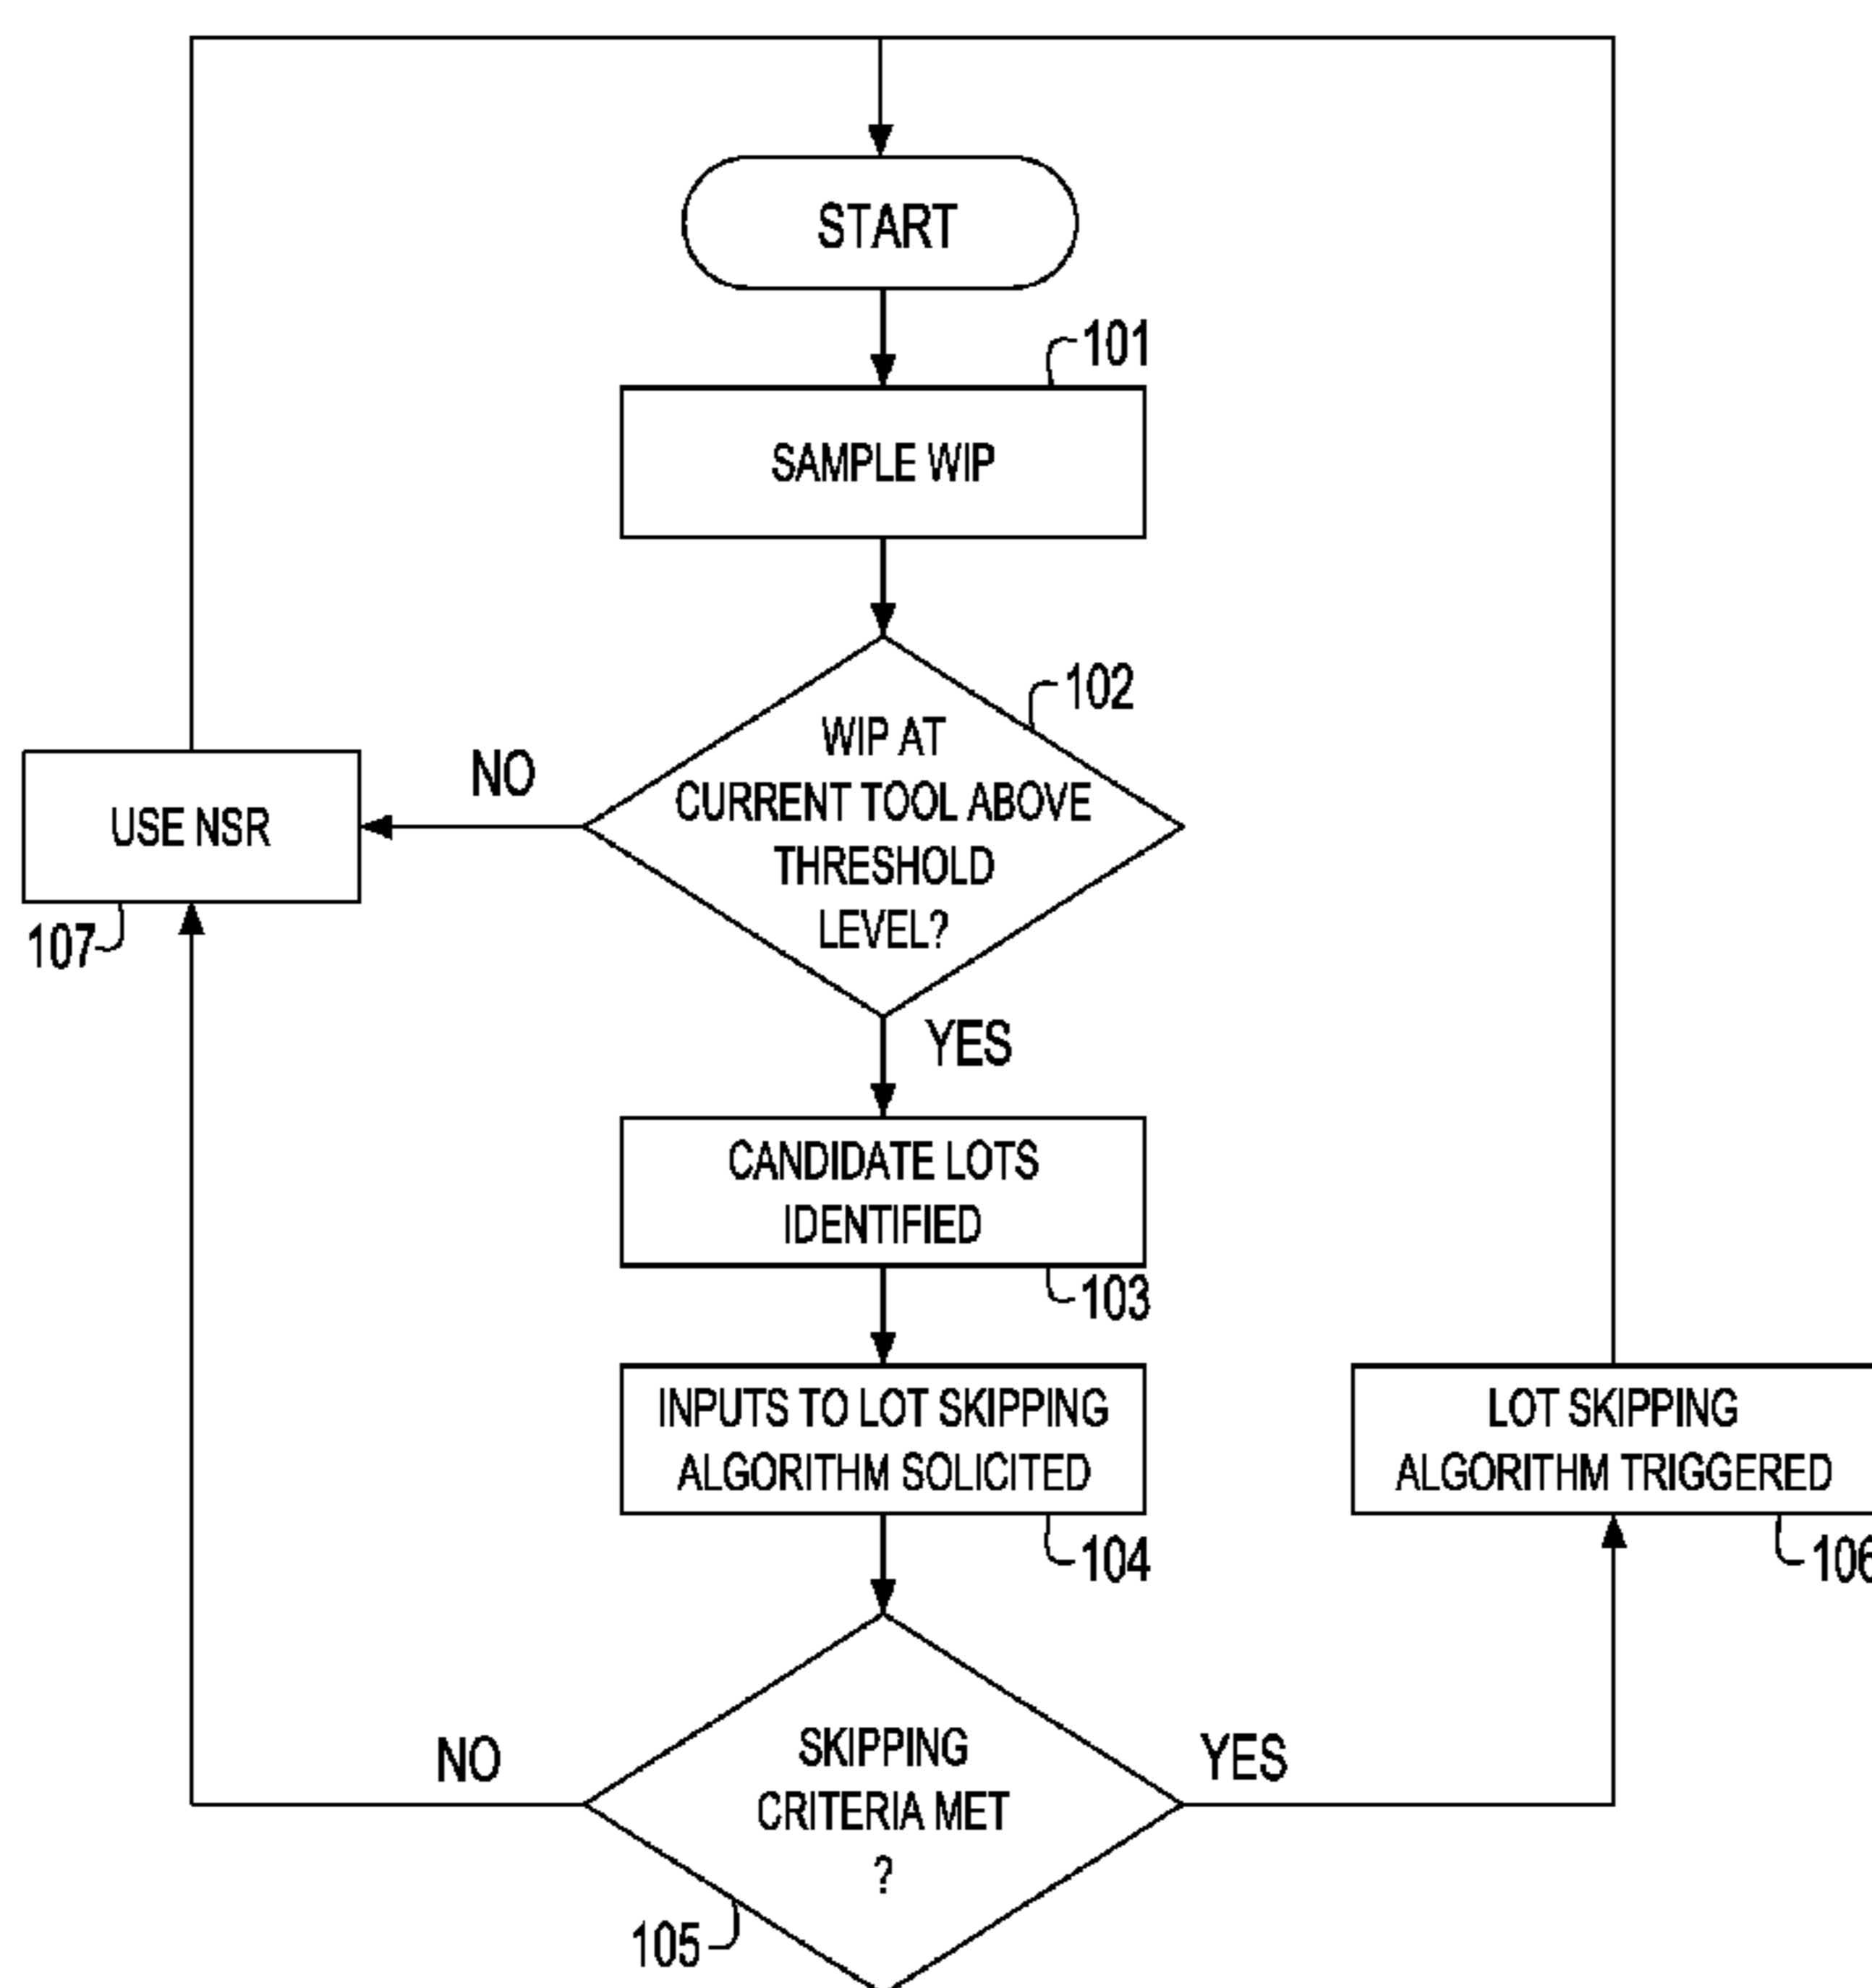 START
101
SAMPLE WIP
102
WIP AT
CURRENT TOOL ABOVE
THRESHOLD
LEVEL?
NO
USE NSR
107
YES
CANDIDATE LOTS
IDENTIFIED
103
INPUTS TO LOT SKIPPING
ALGORITHM SOLICITED
104
LOT SKIPPING
ALGORITHM TRIGGERED
106
SKIPPING
CRITERIA MET
?
NO
YES
105